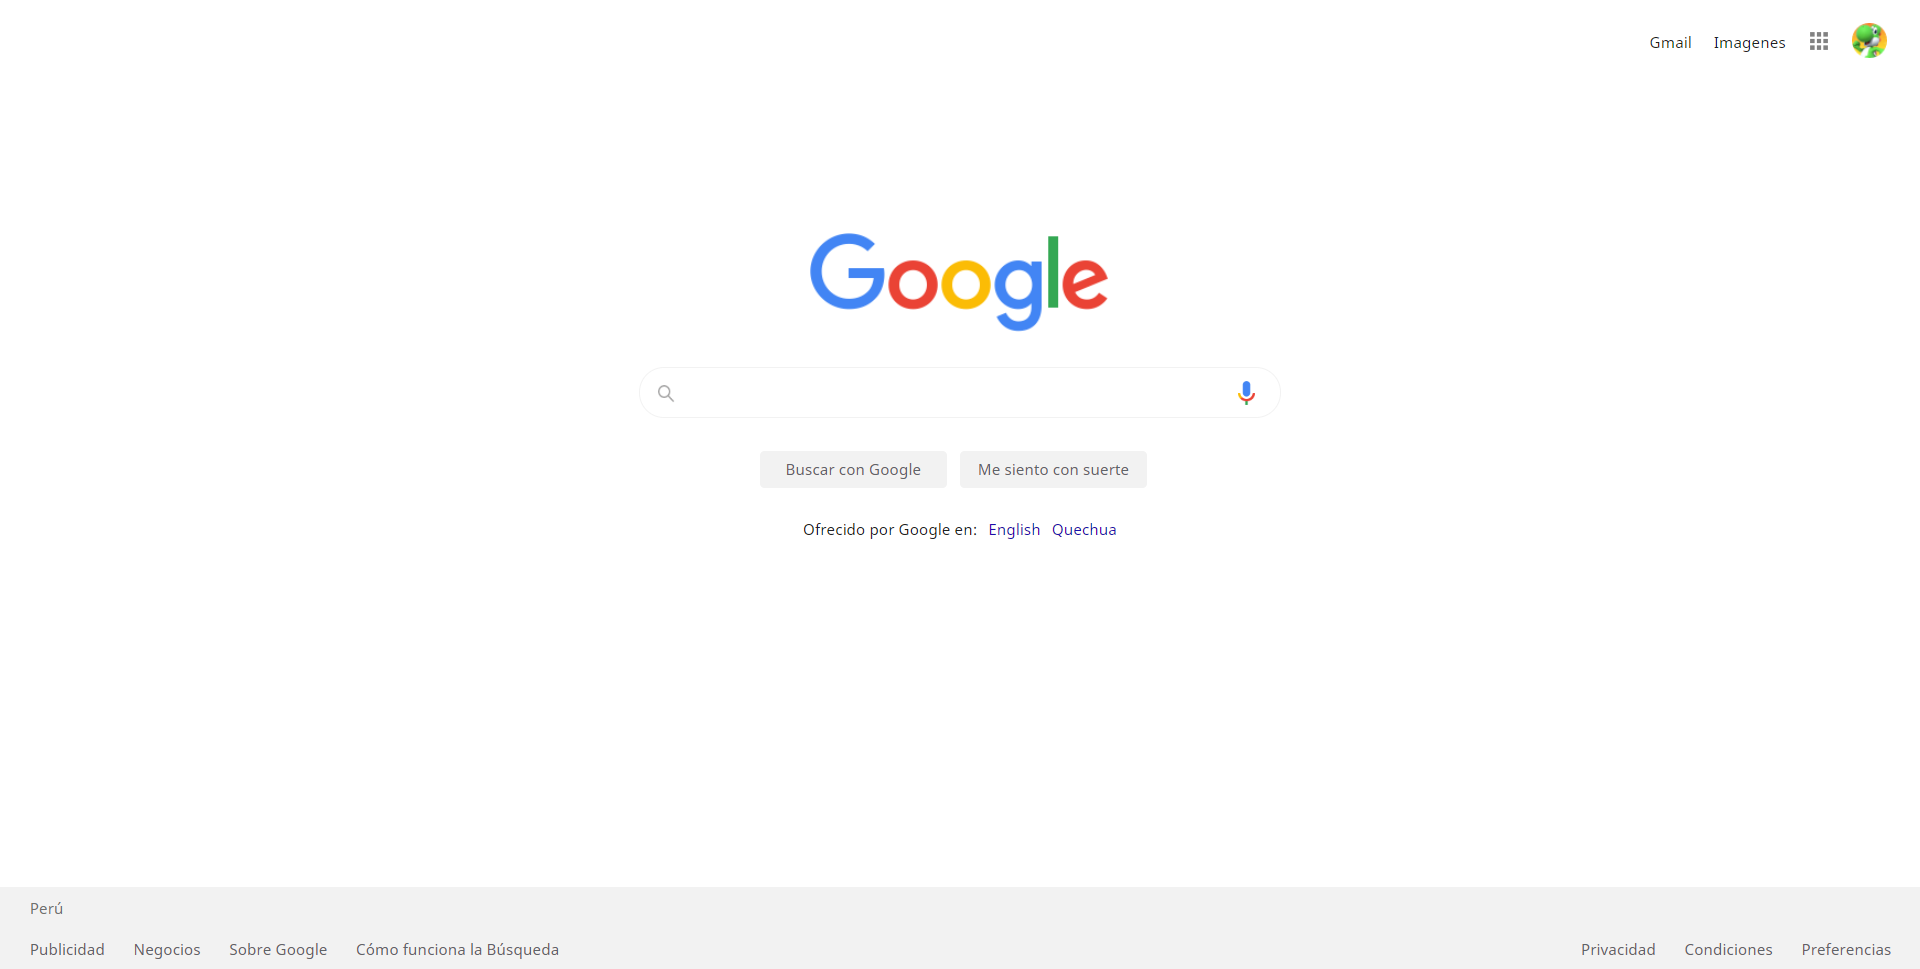 Gmail Imagenes
Google
Buscar con Google Me siento con suerte
Ofrecido por Google en: English Quechua
Perú
Publicidad Negocios Sobre Google Cómo funciona la Búsqueda Privacidad Condiciones Preferencias